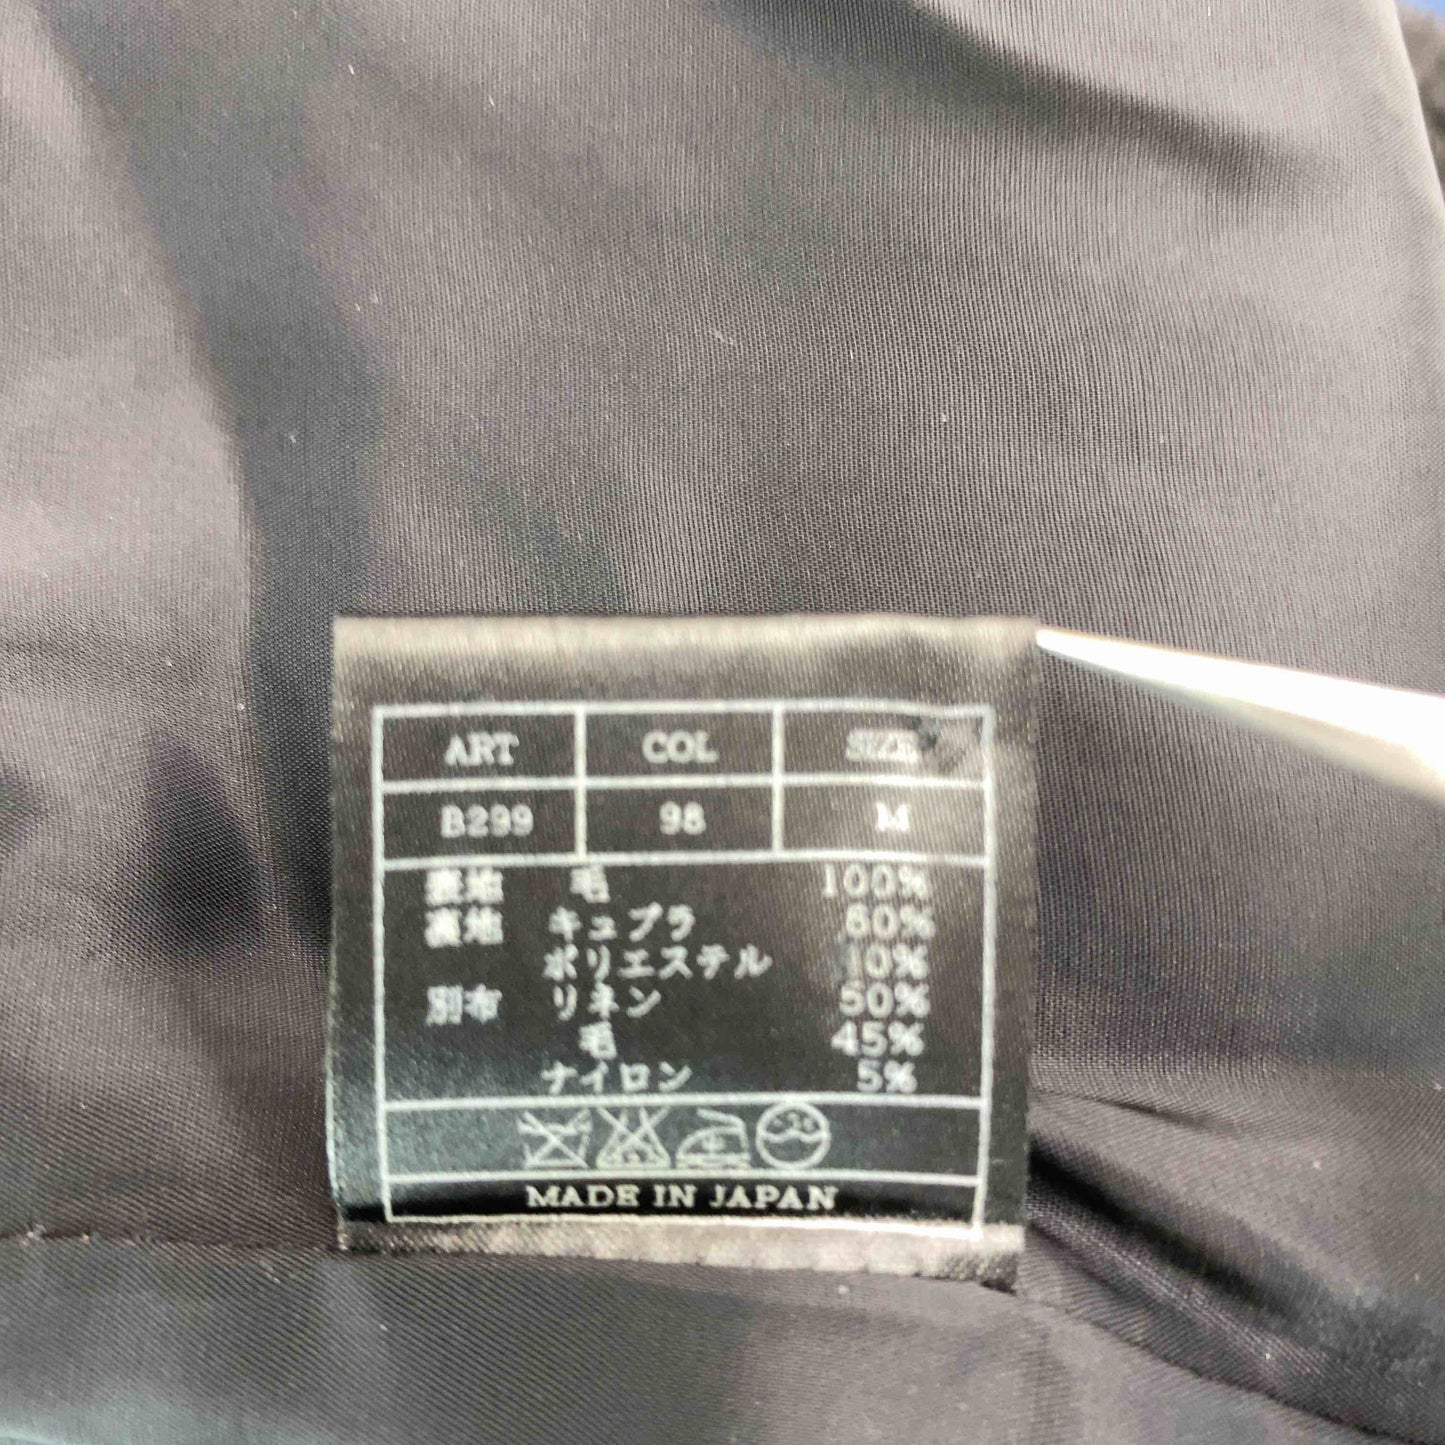 ART COL SIZE
B299 98 M
表地 毛 100%
裏地 キュプラ 60%
ポリエステル 40%
別布 リネン 50%
毛 45%
ナイロン 5%
MADE IN JAPAN